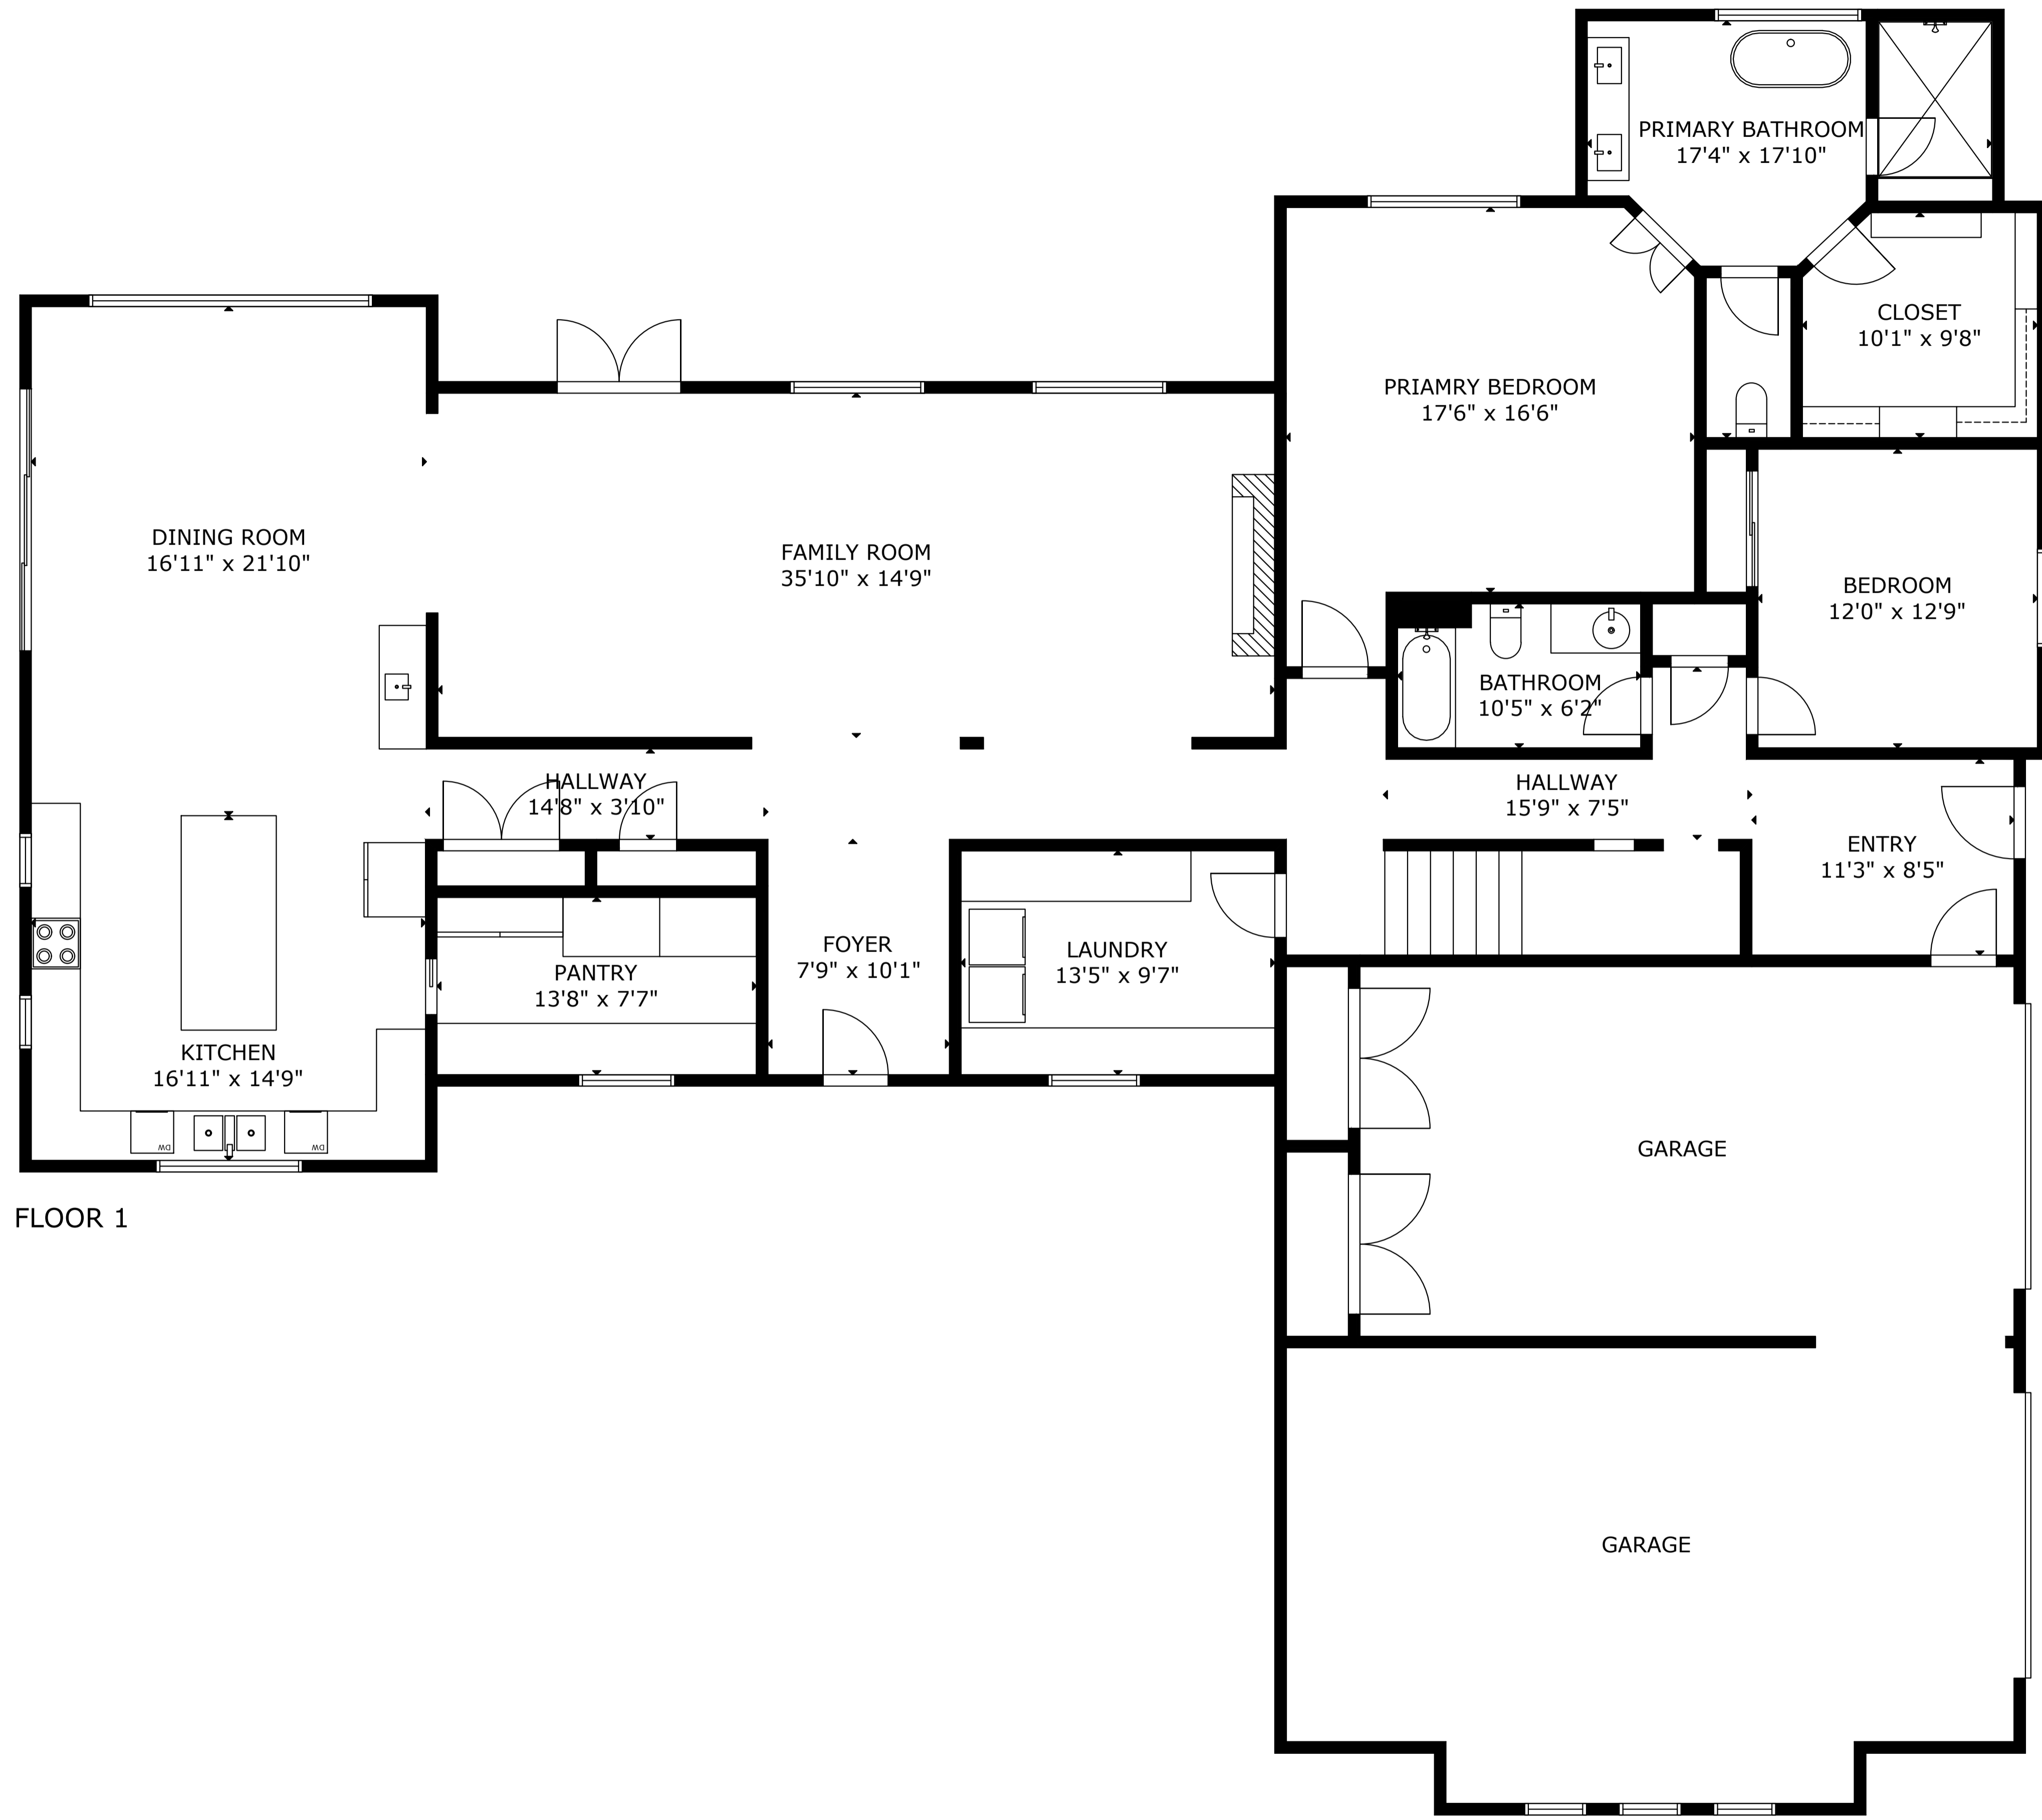 PRIMARY BATHROOM
17'4" x 17'10"
CLOSET
10'1" x 9'8"
PRIAMRY BEDROOM
17'6" x 16'6"
DINING ROOM
16'11" x 21'10"
FAMILY ROOM
35'10" x 14'9"
BEDROOM
12'0" x 12'9"
BATHROOM
10'5" x 6'2"
HALLWAY
14'8" x 3'10"
HALLWAY
15'9" x 7'5"
ENTRY
11'3" x 8'5"
FOYER
7'9" x 10'1"
LAUNDRY
13'5" x 9'7"
PANTRY
13'8" x 7'7"
KITCHEN
16'11" x 14'9"
DW
DW
GARAGE
FLOOR 1
GARAGE